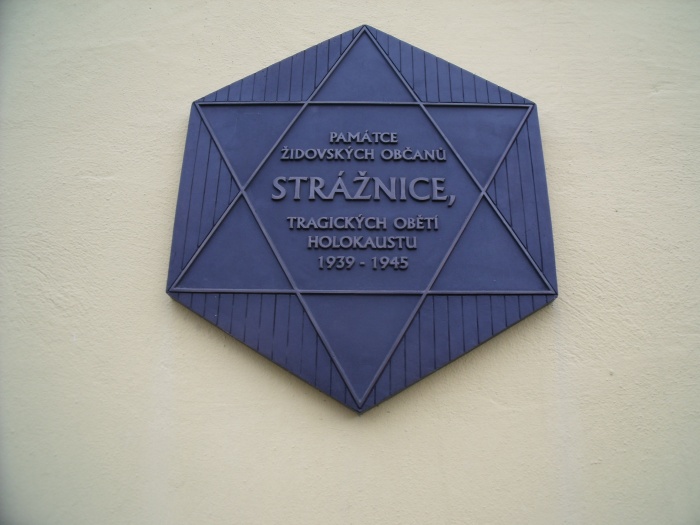 PAMÁTCE
ŽIDOVSKÝCH OBČANŮ
STRÁŽNICE,
TRAGICKÝCH OBĚTÍ
HOLOKAUSTU
1939 - 1945